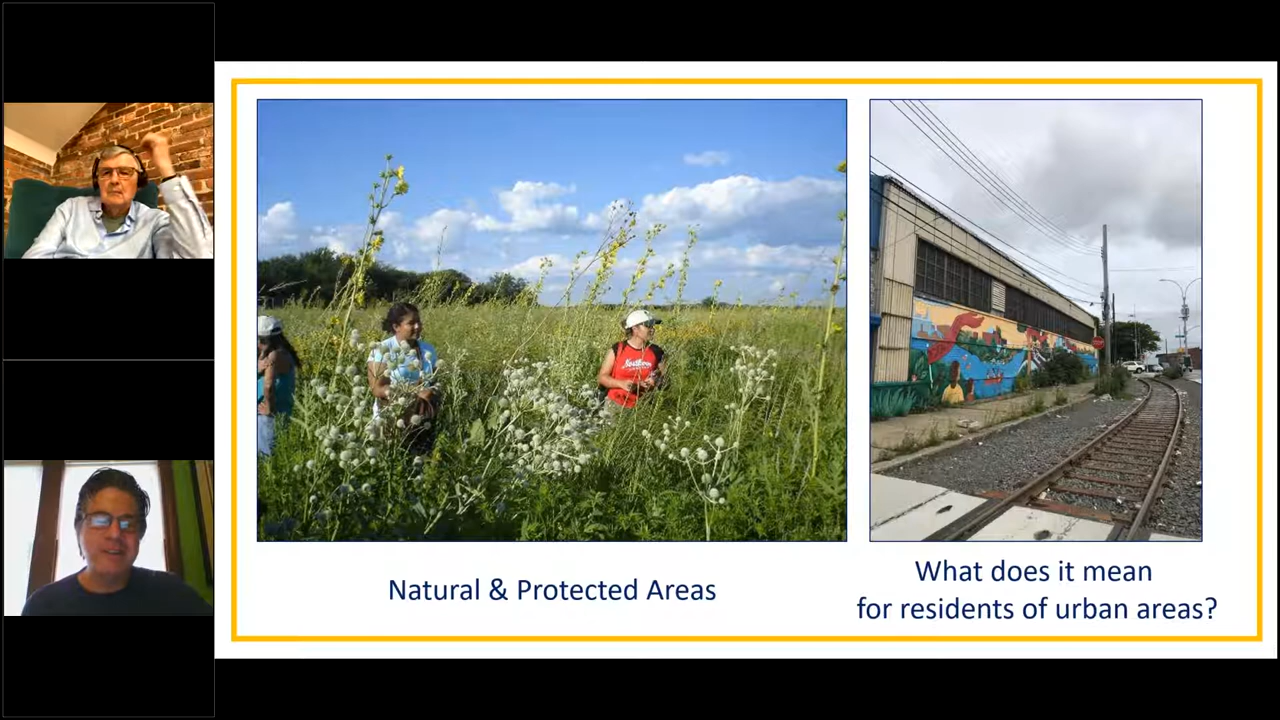 Natural & Protected Areas
What does it mean
for residents of urban areas?